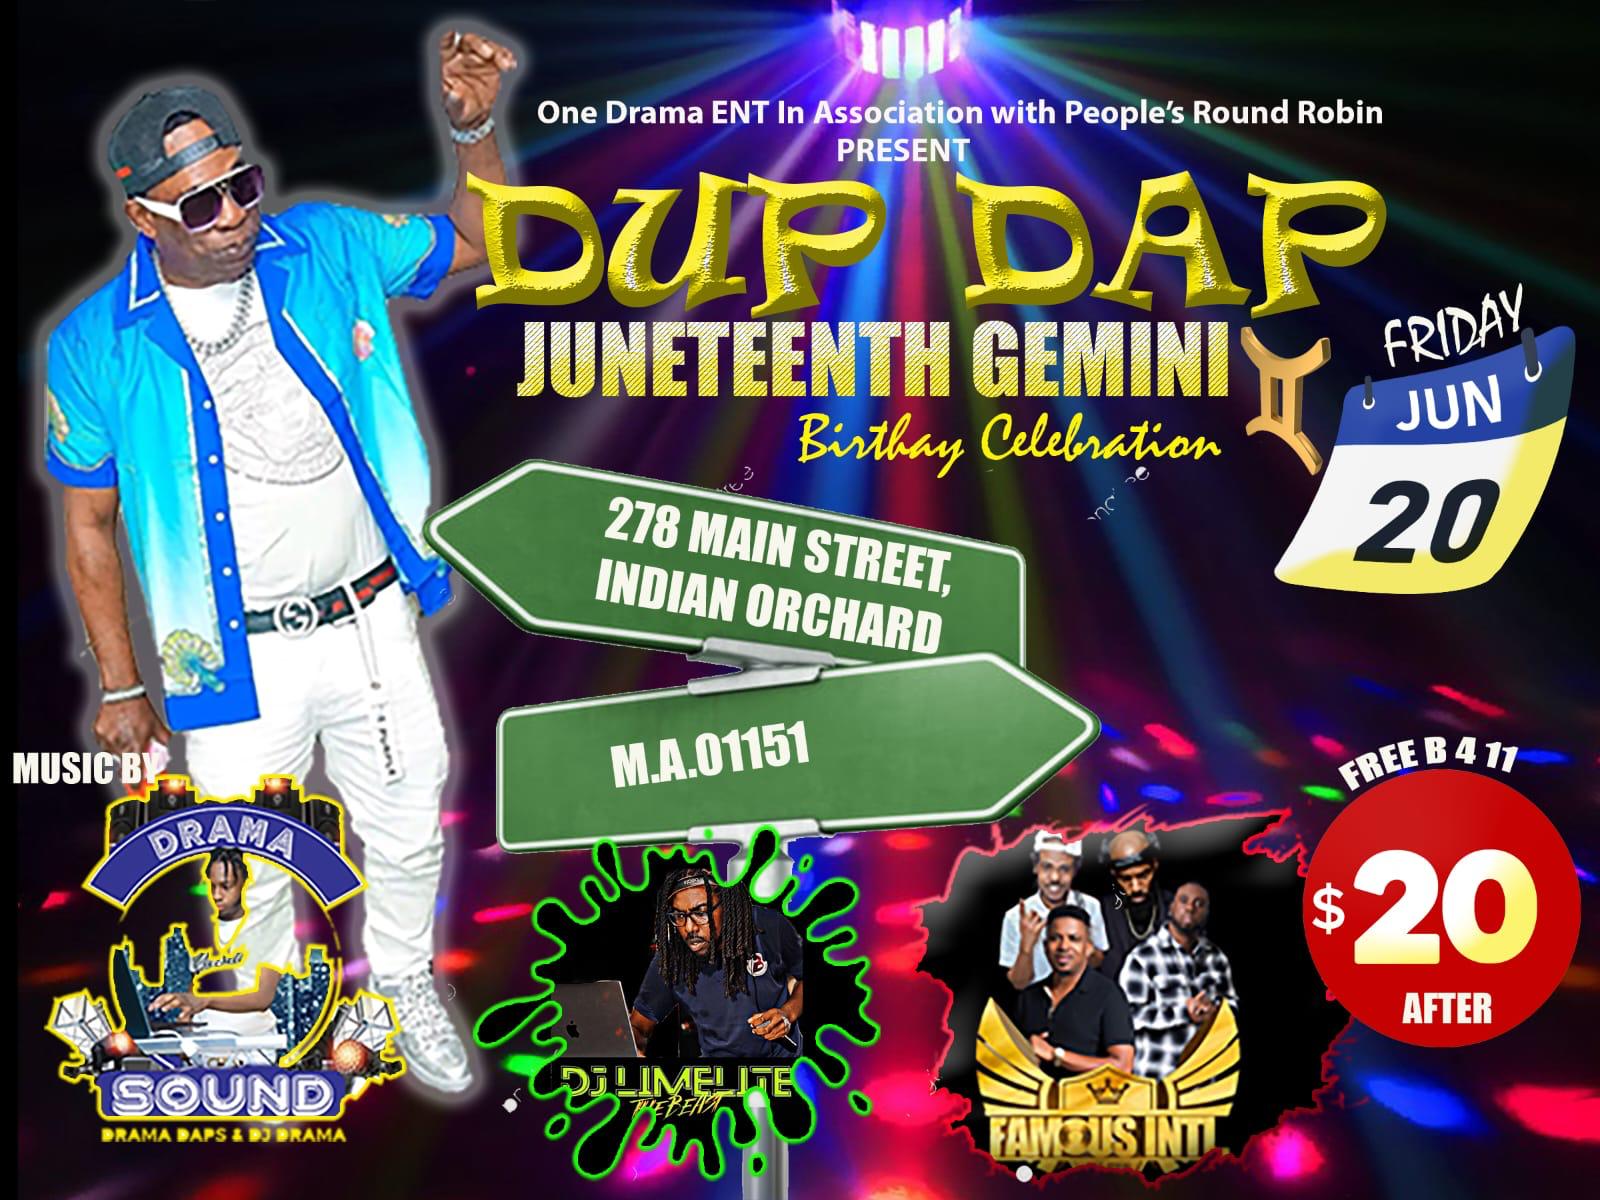 One Drama ENT In Association with People's Round Robin
PRESENT
DUP DAP
JUNETEENTH GEMINI
Birthay Celebration
FRIDAY
JUN
20
278 MAIN STREET,
INDIAN ORCHARD
M.A.01151
MUSIC BY
DRAMA
SOUND
DRAMA DAPS & DJ DRAMA
DJ LIMELITE
THE BEAST
FAMOUS INTL
FREE B 4 11
$20
AFTER